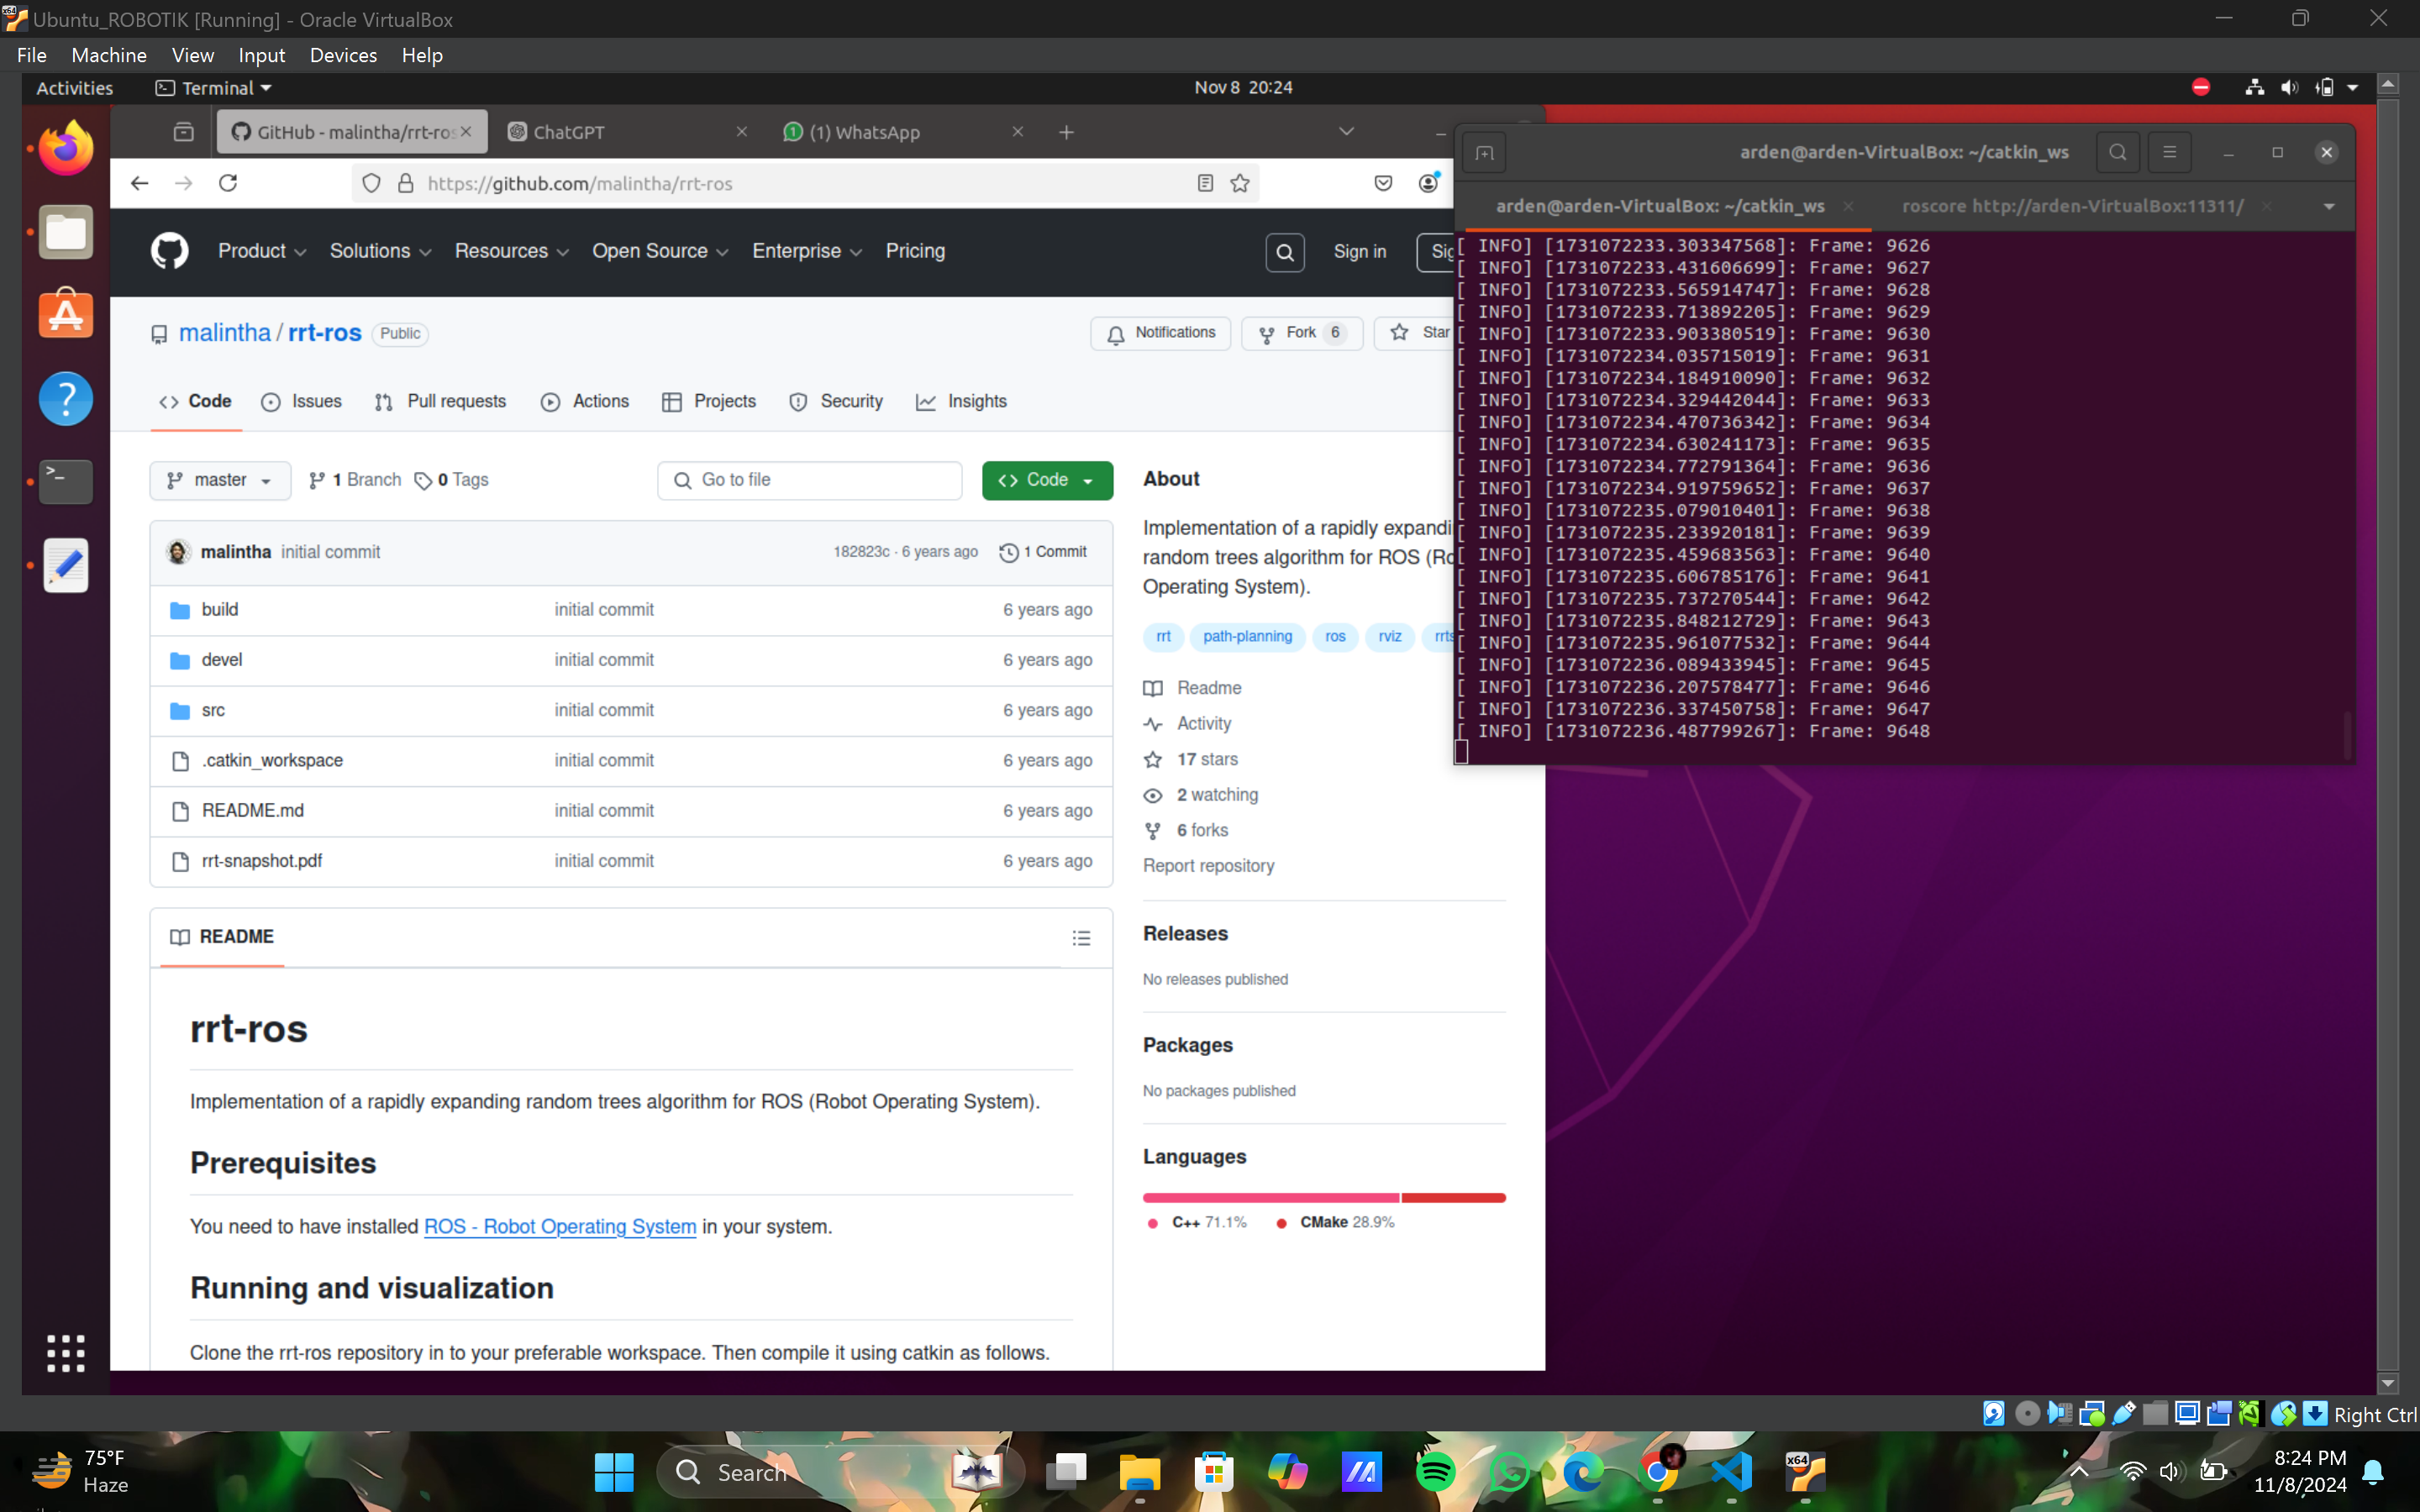 Ubuntu_ROBOTIK [Running] - Oracle VirtualBox
File Machine View Input Devices Help
Activities Terminal Nov 8 20:24
GitHub - malintha/rrt-ros ChatGPT (1) WhatsApp
https://github.com/malintha/rrt-ros
Product Solutions Resources Open Source Enterprise Pricing Sign in
malintha / rrt-ros Public Notifications Fork 6 Star
Code Issues Pull requests Actions Projects Security Insights
master 1 Branch 0 Tags Go to file Code
malintha initial commit 182823c · 6 years ago 1 Commit
build initial commit 6 years ago
devel initial commit 6 years ago
src initial commit 6 years ago
.catkin_workspace initial commit 6 years ago
README.md initial commit 6 years ago
rrt-snapshot.pdf initial commit 6 years ago
README
rrt-ros
Implementation of a rapidly expanding random trees algorithm for ROS (Robot Operating System).
Prerequisites
You need to have installed ROS - Robot Operating System in your system.
Running and visualization
Clone the rrt-ros repository in to your preferable workspace. Then compile it using catkin as follows.
About
Implementation of a rapidly expandi
random trees algorithm for ROS (Ro
Operating System).
rrt path-planning ros rviz rrts
Readme
Activity
17 stars
2 watching
6 forks
Report repository
Releases
No releases published
Packages
No packages published
Languages
C++ 71.1% CMake 28.9%
arden@arden-VirtualBox: ~/catkin_ws
arden@arden-VirtualBox: ~/catkin_ws roscore http://arden-VirtualBox:11311/
[ INFO] [1731072233.303347568]: Frame: 9626
[ INFO] [1731072233.431606699]: Frame: 9627
[ INFO] [1731072233.565914747]: Frame: 9628
[ INFO] [1731072233.713892205]: Frame: 9629
[ INFO] [1731072233.903380519]: Frame: 9630
[ INFO] [1731072234.035715019]: Frame: 9631
[ INFO] [1731072234.184910090]: Frame: 9632
[ INFO] [1731072234.329442044]: Frame: 9633
[ INFO] [1731072234.470736342]: Frame: 9634
[ INFO] [1731072234.630241173]: Frame: 9635
[ INFO] [1731072234.772791364]: Frame: 9636
[ INFO] [1731072234.919759652]: Frame: 9637
[ INFO] [1731072235.079010401]: Frame: 9638
[ INFO] [1731072235.233920181]: Frame: 9639
[ INFO] [1731072235.459683563]: Frame: 9640
[ INFO] [1731072235.606785176]: Frame: 9641
[ INFO] [1731072235.737270544]: Frame: 9642
[ INFO] [1731072235.848212729]: Frame: 9643
[ INFO] [1731072235.961077532]: Frame: 9644
[ INFO] [1731072236.089433945]: Frame: 9645
[ INFO] [1731072236.207578477]: Frame: 9646
[ INFO] [1731072236.337450758]: Frame: 9647
[ INFO] [1731072236.487799267]: Frame: 9648
Right Ctrl
75°F
Haze
Search
x64
8:24 PM
11/8/2024